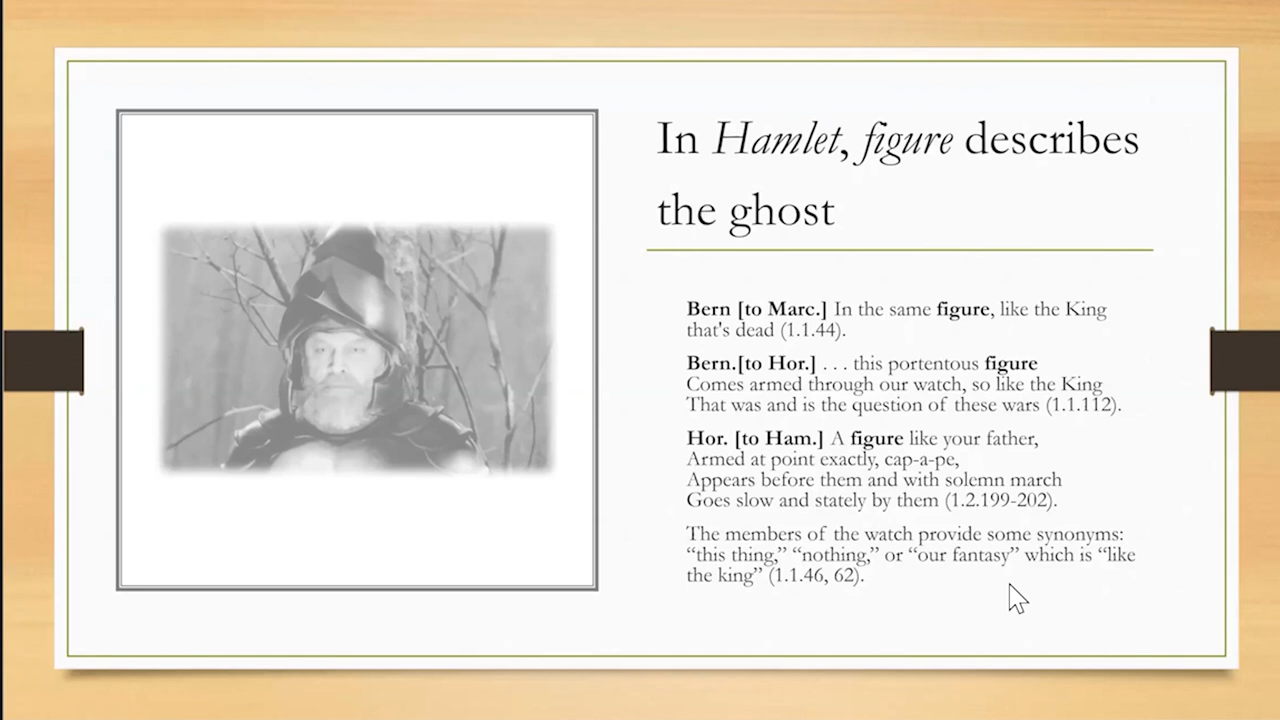 In Hamlet, figure describes
the ghost
Bern [to Marc.] In the same figure, like the King
that's dead (1.1.44).
Bern.[to Hor.] . . . this portentous figure
Comes armed through our watch, so like the King
That was and is the question of these wars (1.1.112).
Hor. [to Ham.] A figure like your father,
Armed at point exactly, cap-a-pe,
Appears before them and with solemn march
Goes slow and stately by them (1.2.199-202).
The members of the watch provide some synonyms:
“this thing,” “nothing,” or “our fantasy” which is “like
the king” (1.1.46, 62).